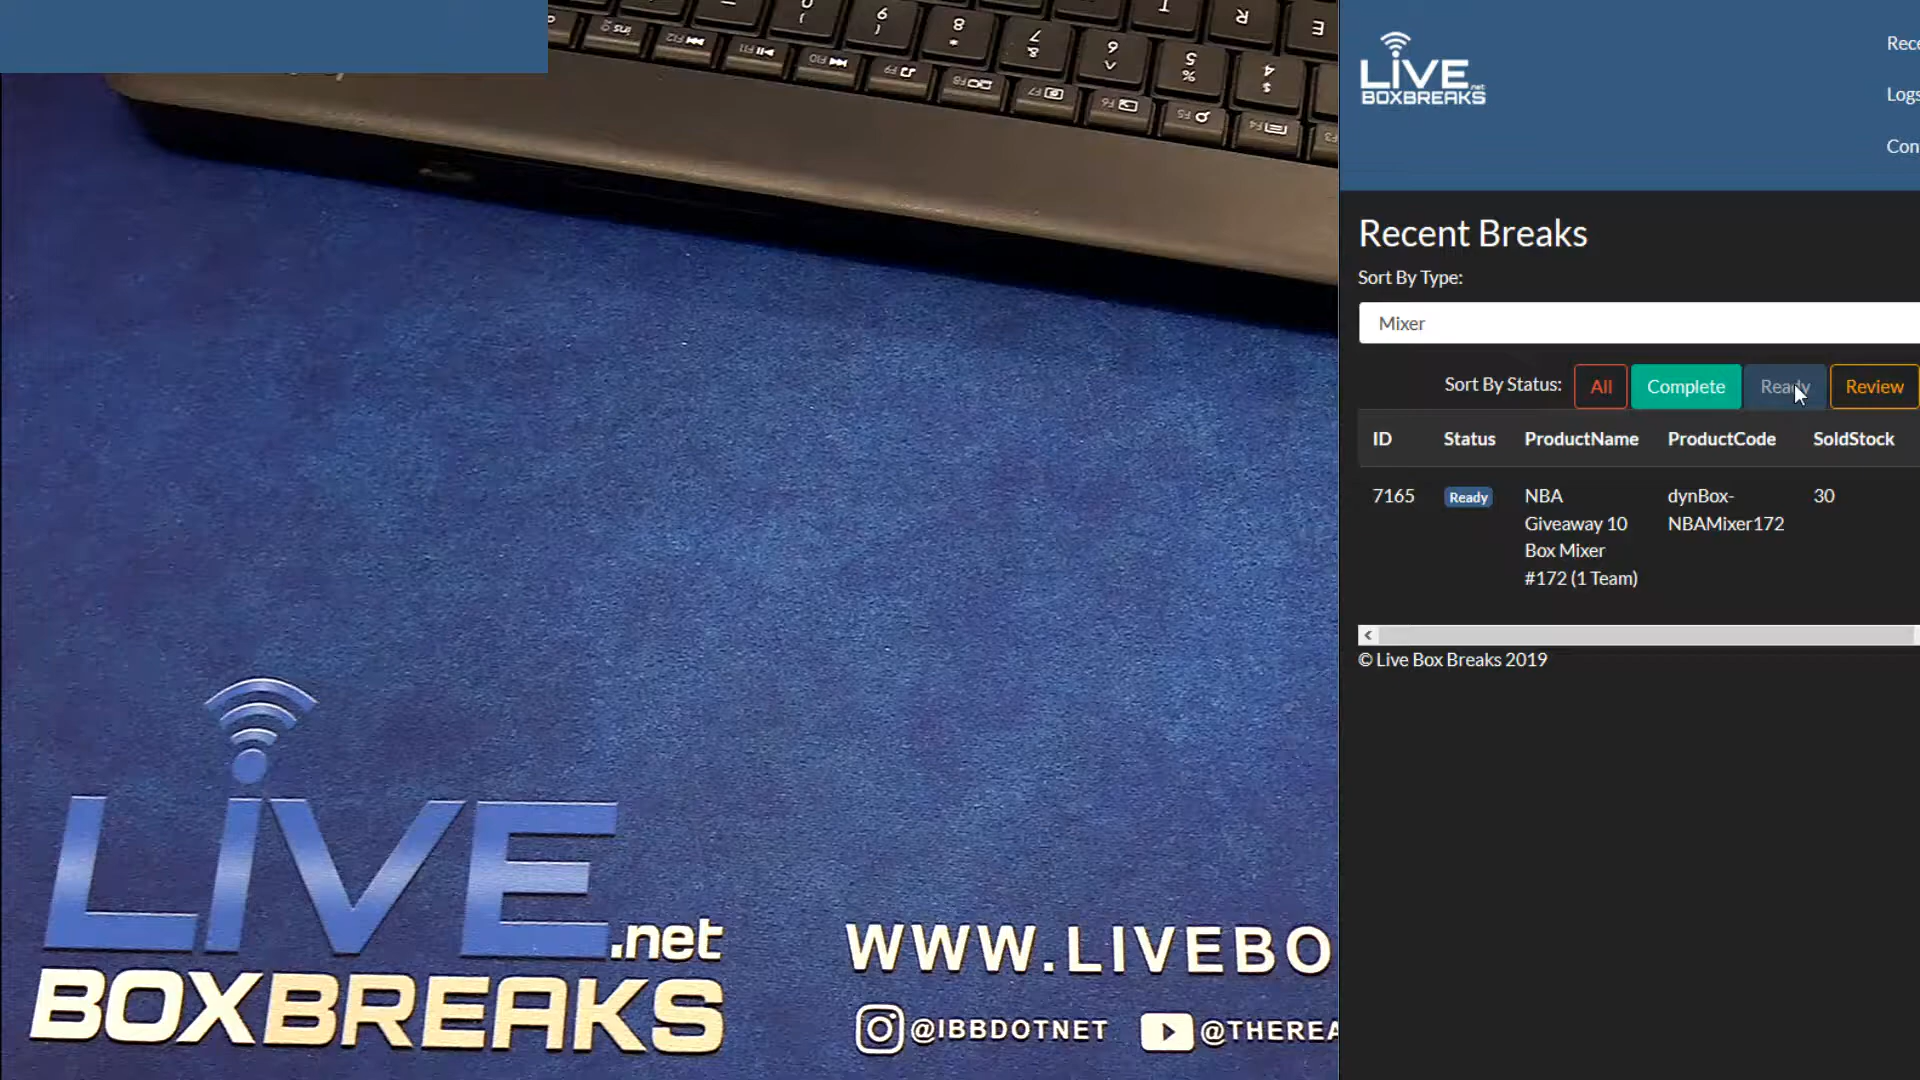 LIVE.net
BOXBREAKS
WWW.LIVEBO
@IBBDOTNET @THEREA
LIVE.net
BOXBREAKS
Rece
Logs
Con
Recent Breaks
Sort By Type:
Mixer
Sort By Status: All Complete Ready Review
ID Status ProductName ProductCode SoldStock
7165 Ready NBA dynBox- 30
Giveaway 10 NBAMixer172
Box Mixer
#172 (1 Team)
© Live Box Breaks 2019